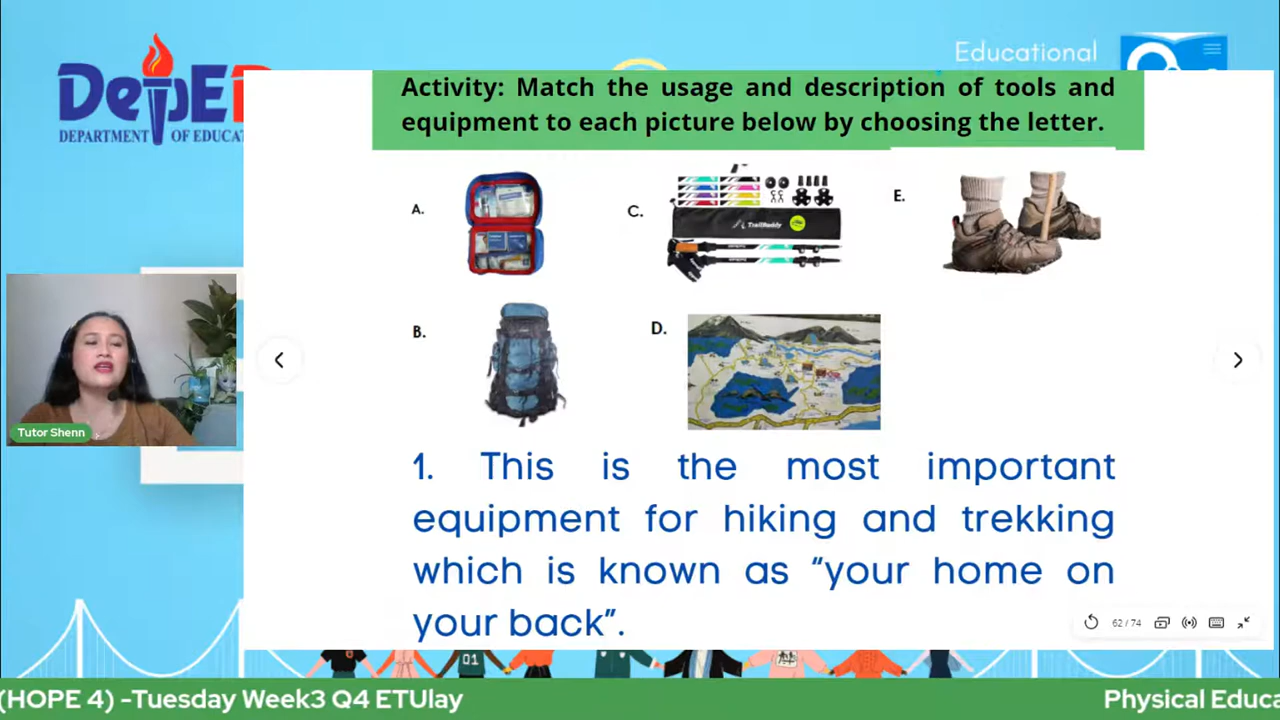 Educational
DepED
DEPARTMENT OF EDUCAT
Activity: Match the usage and description of tools and
equipment to each picture below by choosing the letter.
A.
C.
E.
TrailBuddy
B.
D.
1. This is the most important
equipment for hiking and trekking
which is known as “your home on
your back”.
Tutor Shenn
62 / 74
Q1
(HOPE 4) -Tuesday Week3 Q4 ETUlay
Physical Educa